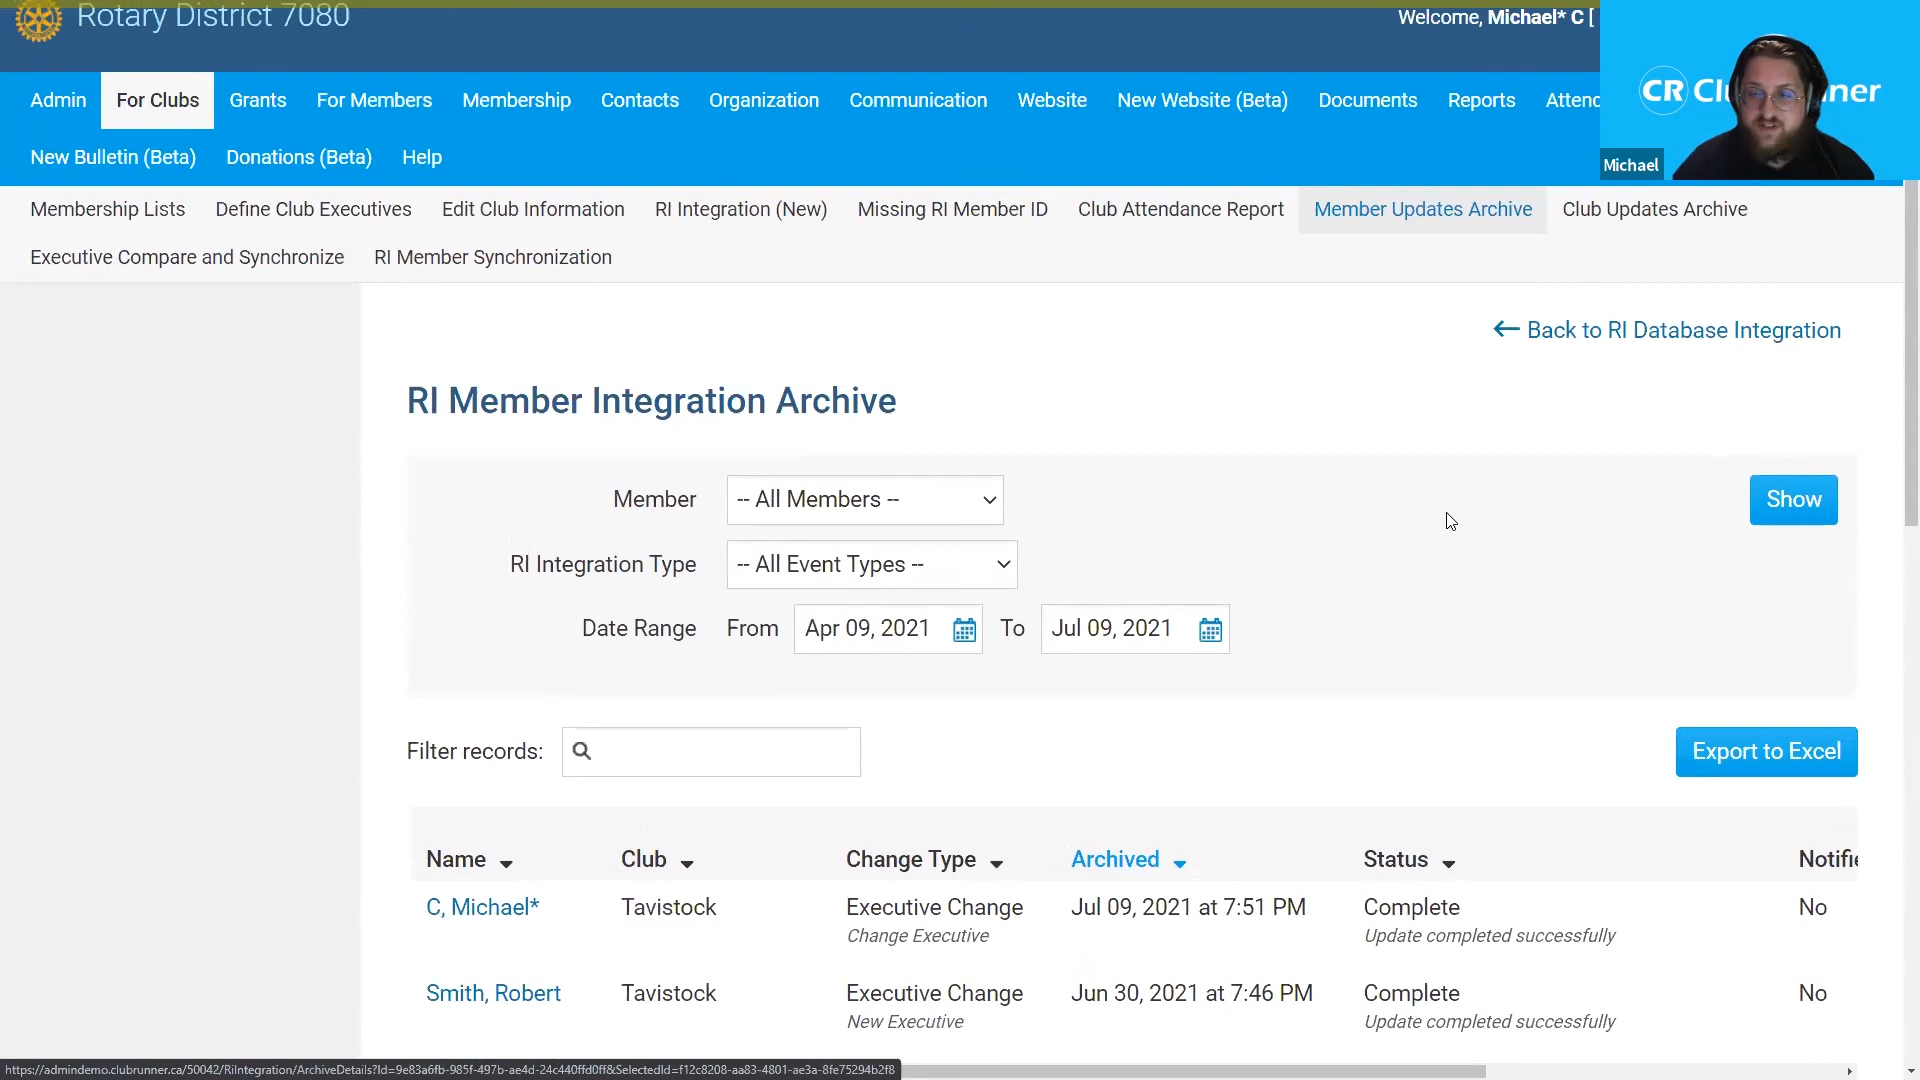 Rotary District 7080
Welcome, Michael* C [
Admin For Clubs Grants For Members Membership Contacts Organization Communication Website New Website (Beta) Documents Reports Attenc
New Bulletin (Beta) Donations (Beta) Help
CR Cl nner
Michael
Membership Lists Define Club Executives Edit Club Information RI Integration (New) Missing RI Member ID Club Attendance Report Member Updates Archive Club Updates Archive
Executive Compare and Synchronize RI Member Synchronization
Back to RI Database Integration
RI Member Integration Archive
Member -- All Members -- Show
RI Integration Type -- All Event Types --
Date Range From Apr 09, 2021 To Jul 09, 2021
Filter records: Export to Excel
Name Club Change Type Archived Status Notifie
C, Michael* Tavistock Executive Change Jul 09, 2021 at 7:51 PM Complete No
Change Executive Update completed successfully
Smith, Robert Tavistock Executive Change Jun 30, 2021 at 7:46 PM Complete No
New Executive Update completed successfully
https://admindemo.clubrunner.ca/50042/RiIntegration/ArchiveDetails?Id=9e83a6fb-985f-497b-ae4d-24c440ffd0ff&SelectedId=f12c8208-aa83-4801-ae3a-8fe75294b2f8